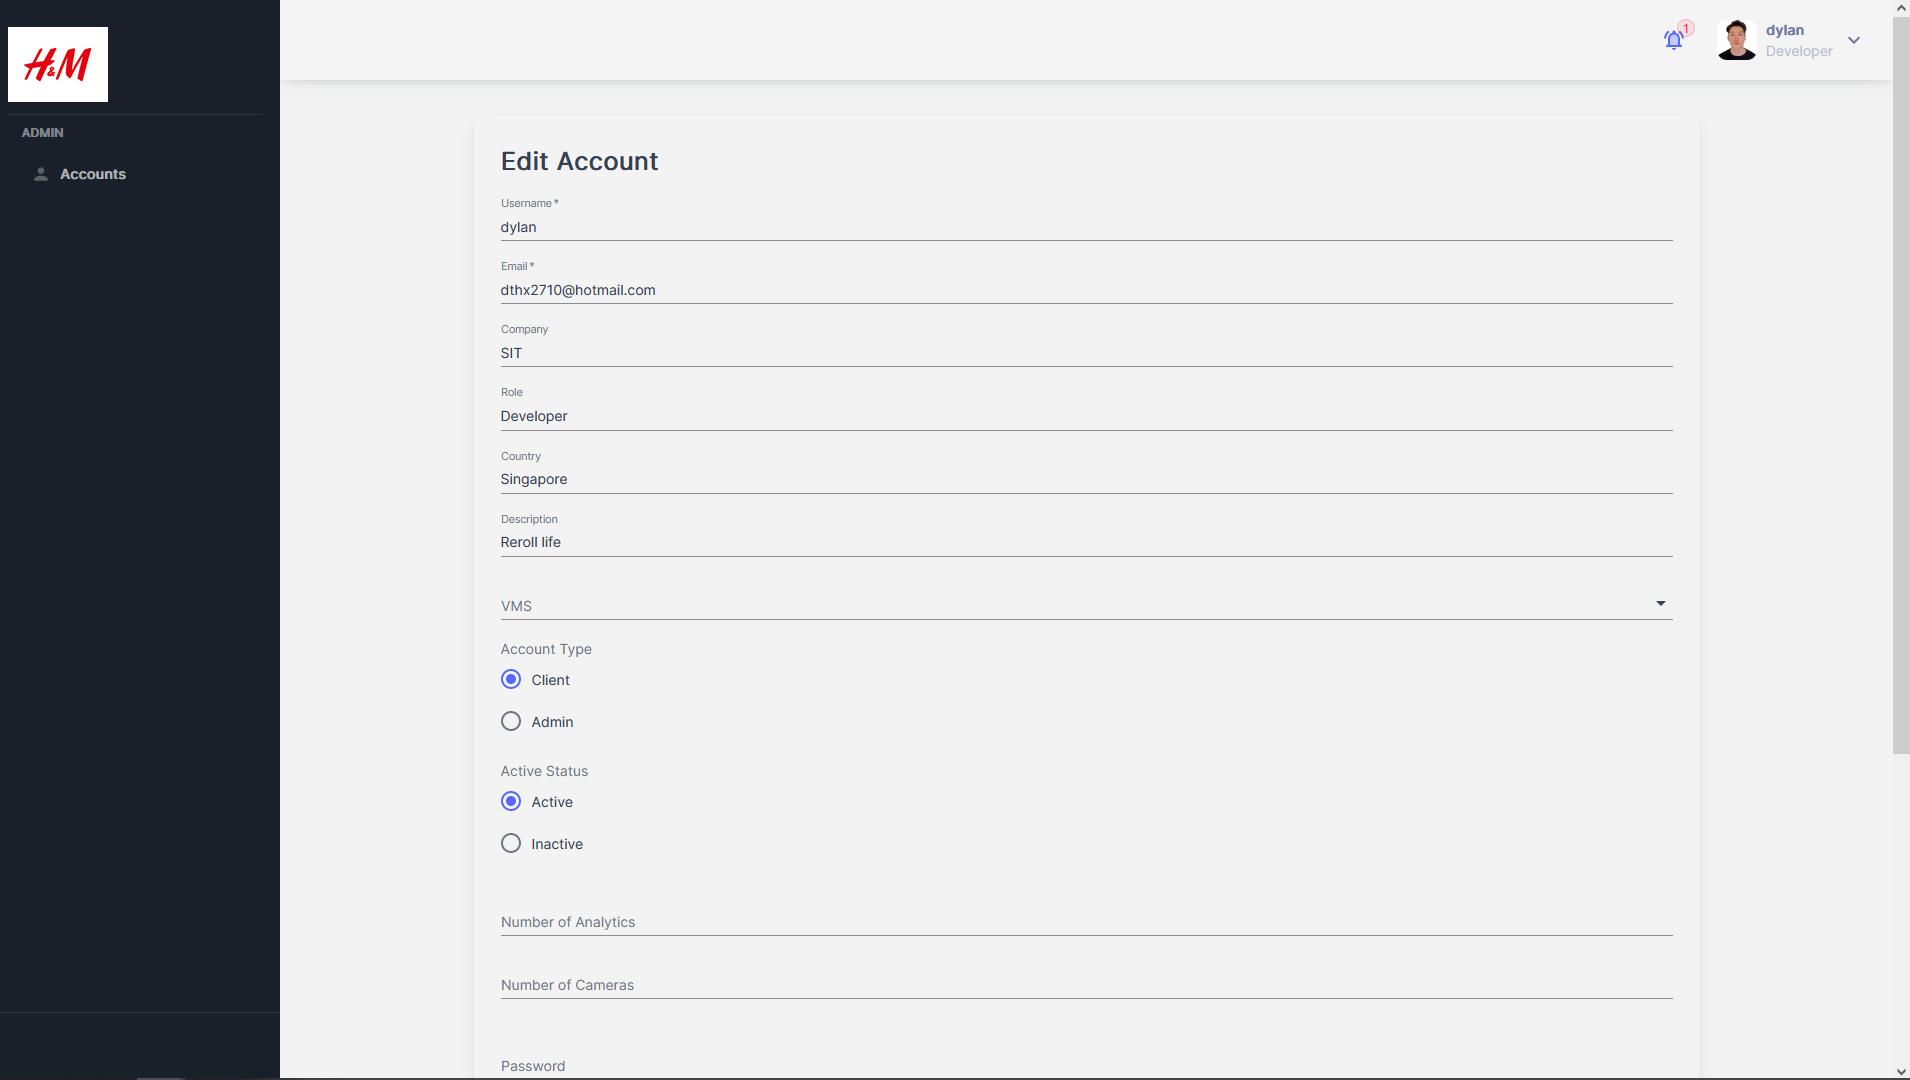 H&M
ADMIN
Accounts
1
dylan
Developer
Edit Account
Username *
dylan
Email *
dthx2710@hotmail.com
Company
SIT
Role
Developer
Country
Singapore
Description
Reroll life
VMS
Account Type
Client
Admin
Active Status
Active
Inactive
Number of Analytics
Number of Cameras
Password